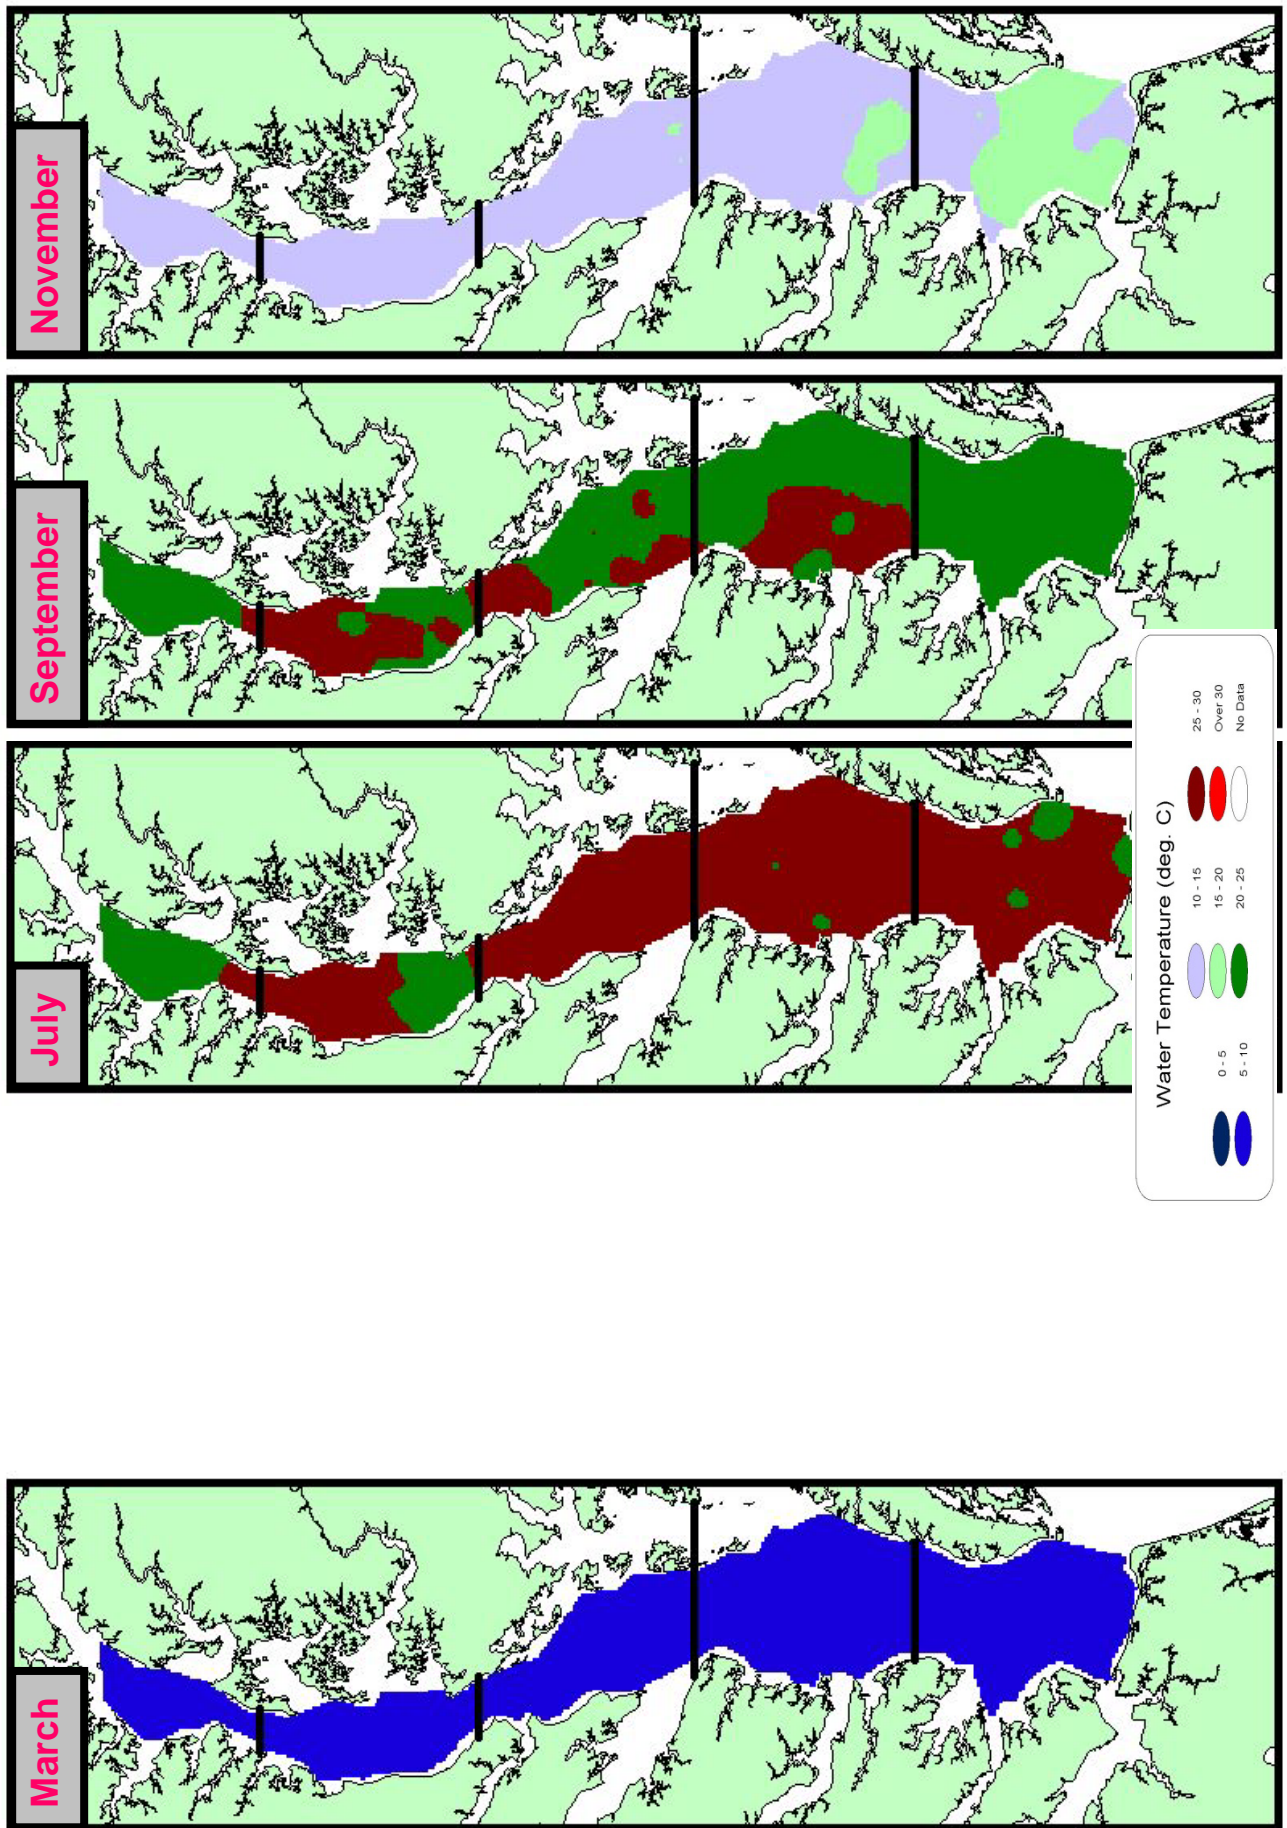 March
July
September
November
Water Temperature (deg. C)
0 - 5
5 - 10
10 - 15
15 - 20
20 - 25
25 - 30
Over 30
No Data